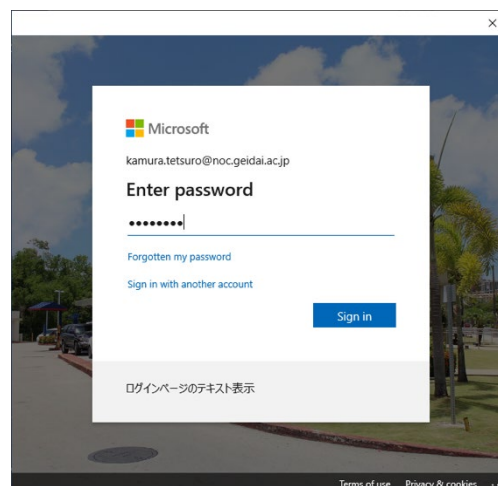 Microsoft
kamura.tetsuro@noc.geidai.ac.jp
Enter password
••••••••
Forgotten my password
Sign in with another account
Sign in
ログインページのテキスト表示
Terms of use Privacy & cookies